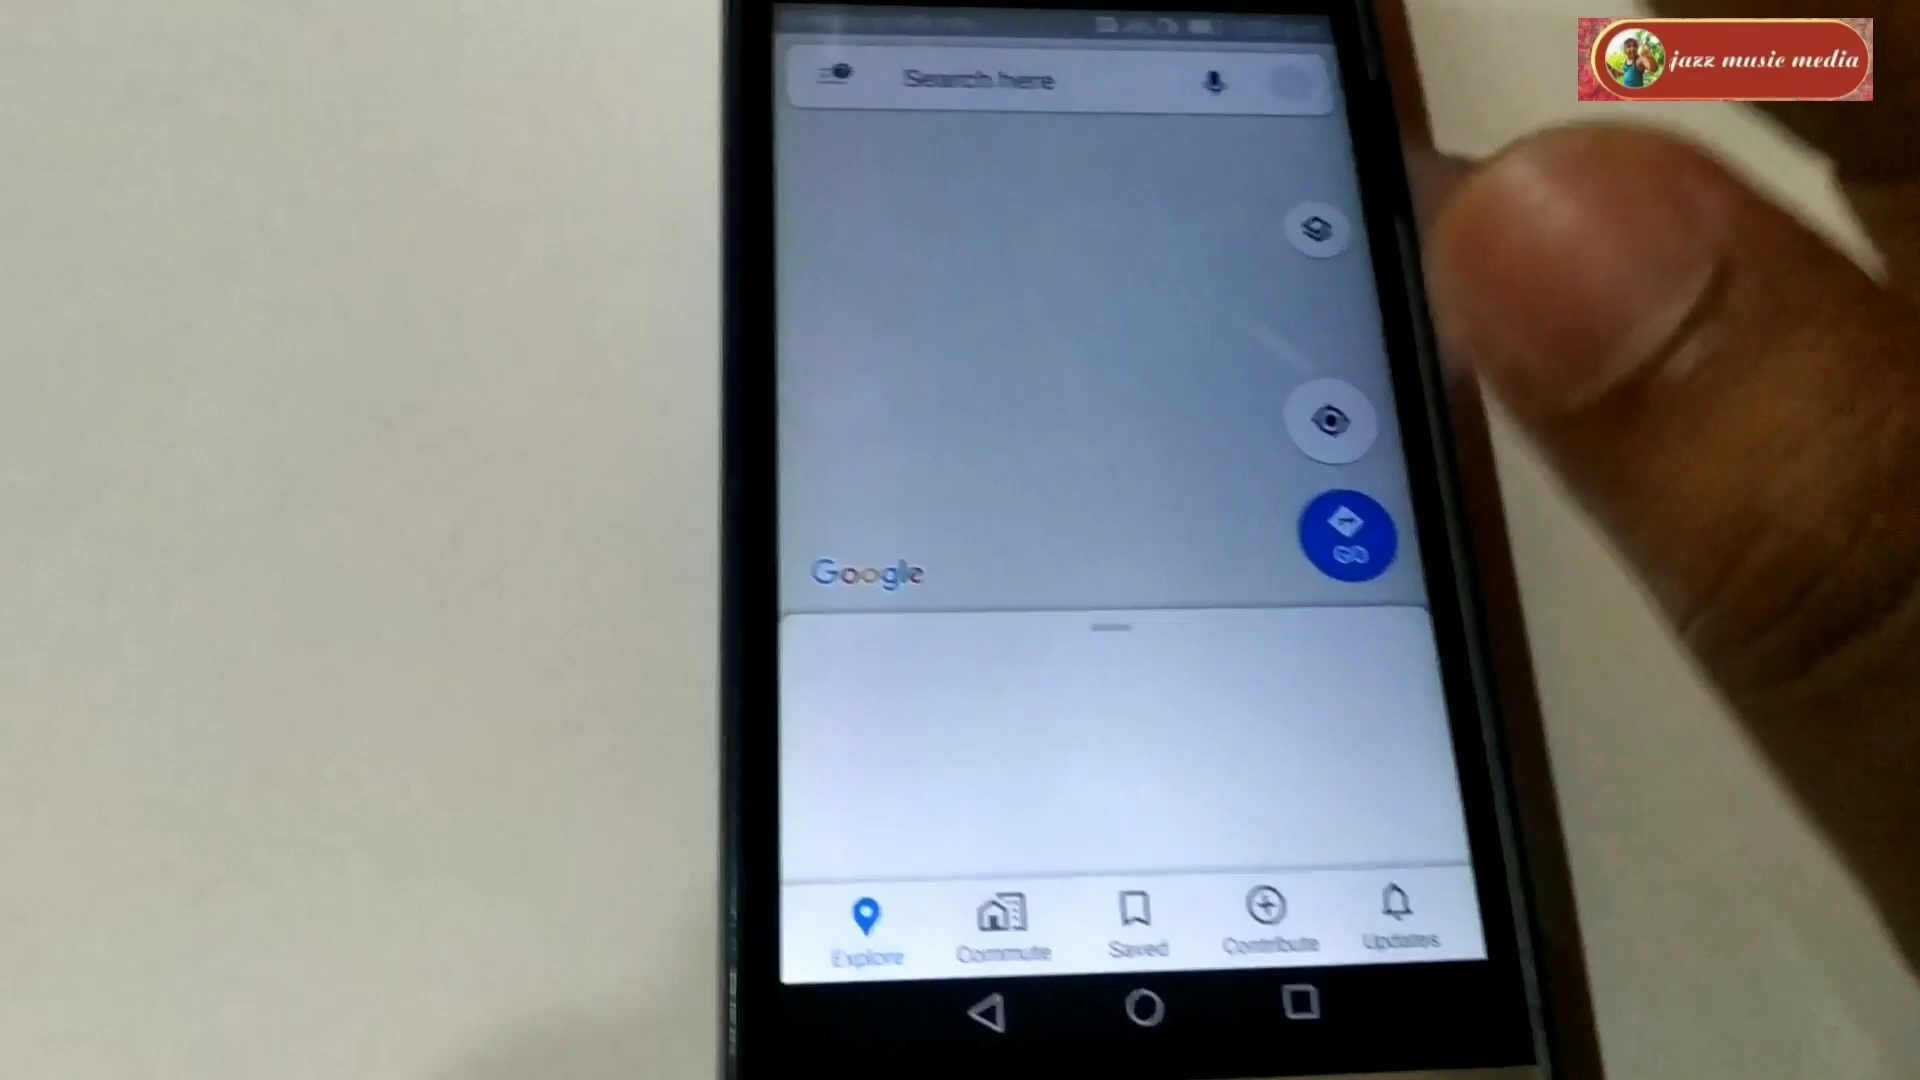 jazz music media
Search here
GO
Google
Explore
Commute
Saved
Contribute
Updates